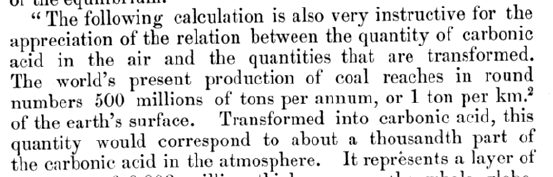 of the equilibrium.
“ The following calculation is also very instructive for the
appreciation of the relation between the quantity of carbonic
acid in the air and the quantities that are transformed.
The world's present production of coal reaches in round
numbers 500 millions of tons per annum, or 1 ton per km.²
of the earth's surface. Transformed into carbonic acid, this
quantity would correspond to about a thousandth part of
the carbonic acid in the atmosphere. It represents a layer of